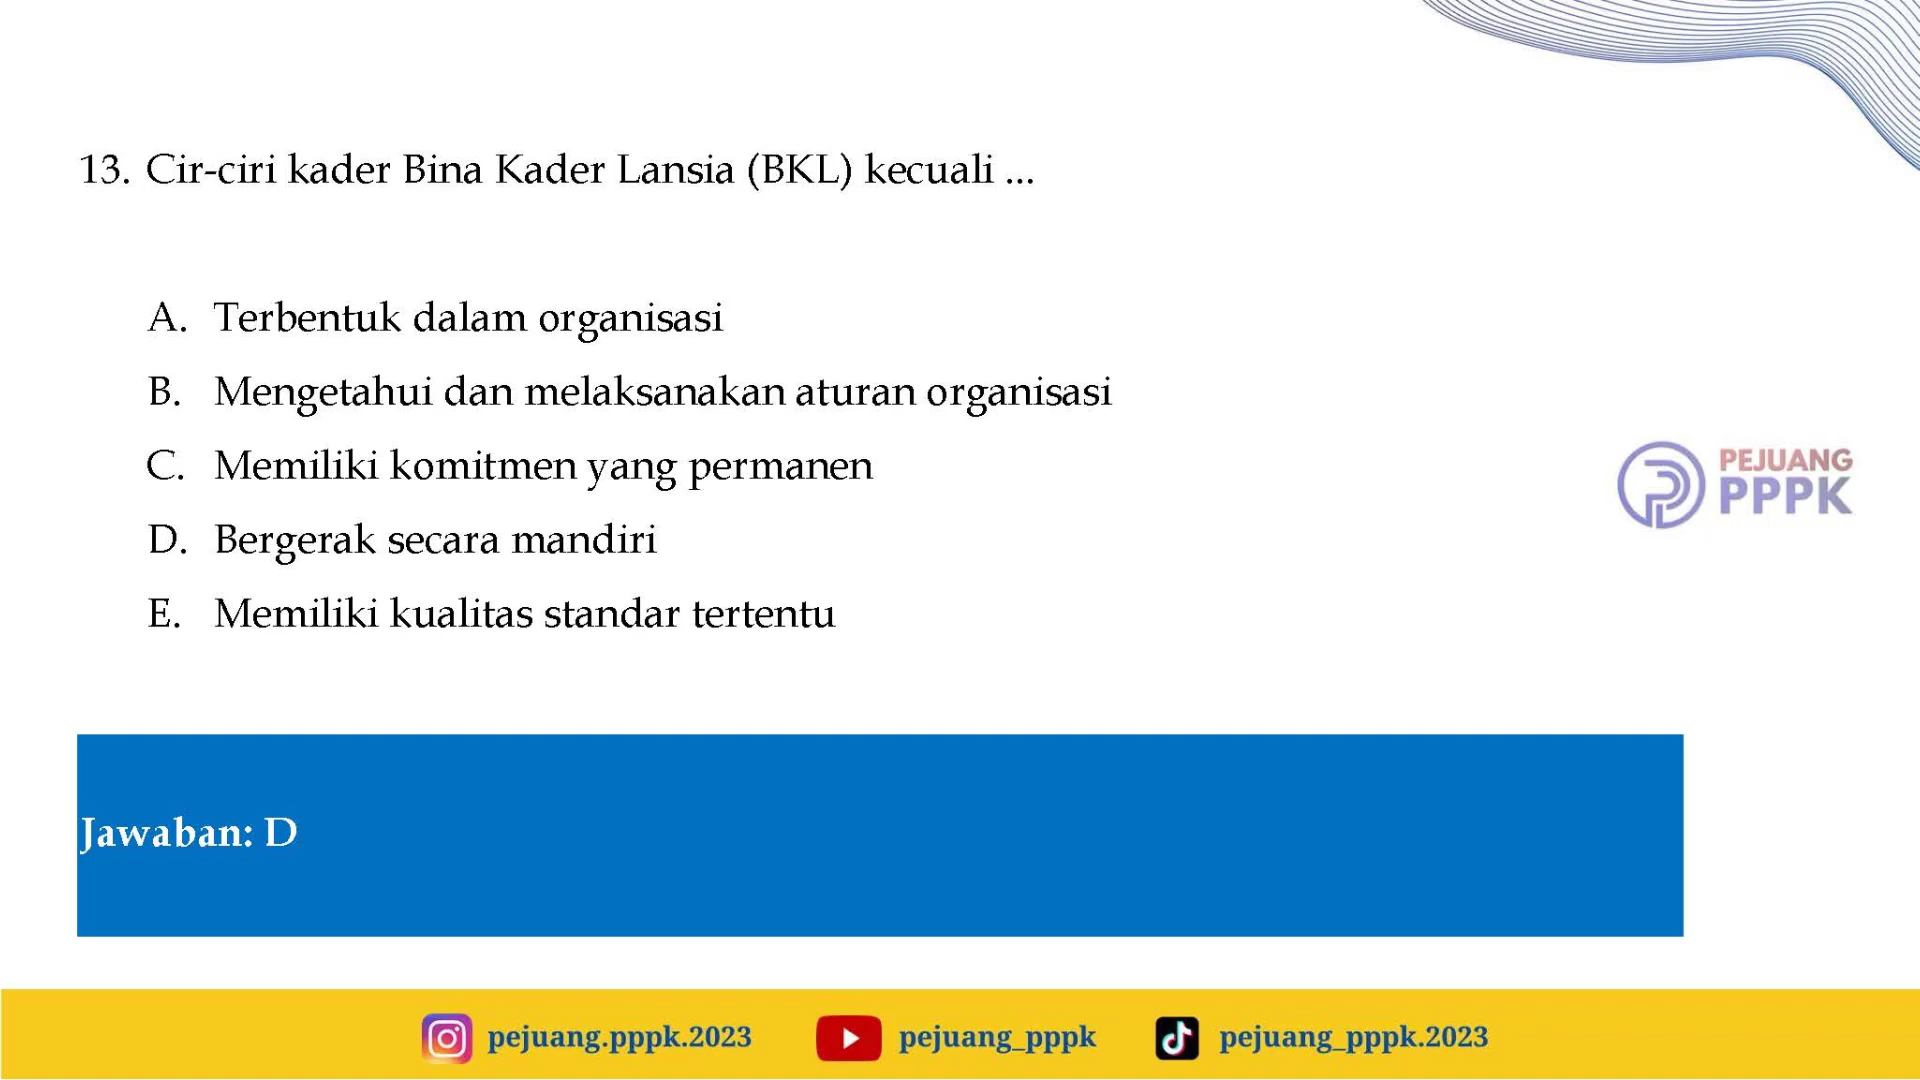 13. Cir-ciri kader Bina Kader Lansia (BKL) kecuali ...
A. Terbentuk dalam organisasi
B. Mengetahui dan melaksanakan aturan organisasi
C. Memiliki komitmen yang permanen
D. Bergerak secara mandiri
E. Memiliki kualitas standar tertentu
PEJUANG
PPPK
Jawaban: D
pejuang.pppk.2023 pejuang_pppk pejuang_pppk.2023